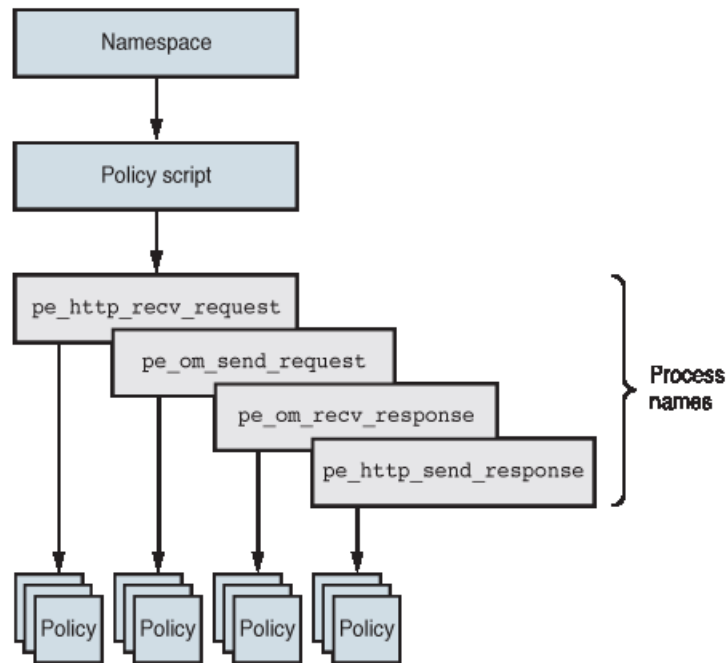 Namespace
Policy script
pe_http_recv_request
pe_om_send_request
pe_om_recv_response
pe_http_send_response
Process
names
Policy
Policy
Policy
Policy